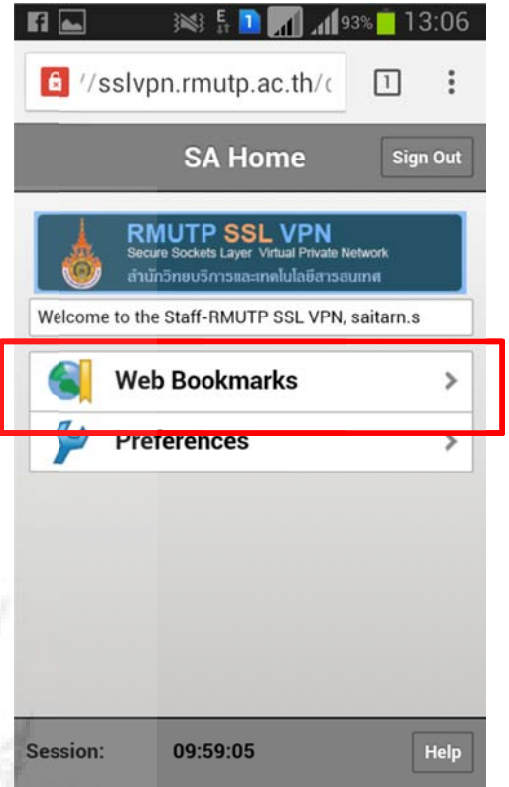 E 1 93% 13:06
//sslvpn.rmutp.ac.th/c 1
SA Home Sign Out
RMUTP SSL VPN
Secure Sockets Layer Virtual Private Network
สำนักวิทยบริการและเทคโนโลยีสารสนเทศ
Welcome to the Staff-RMUTP SSL VPN, saitarn.s
Web Bookmarks
Preferences
Session: 09:59:05 Help